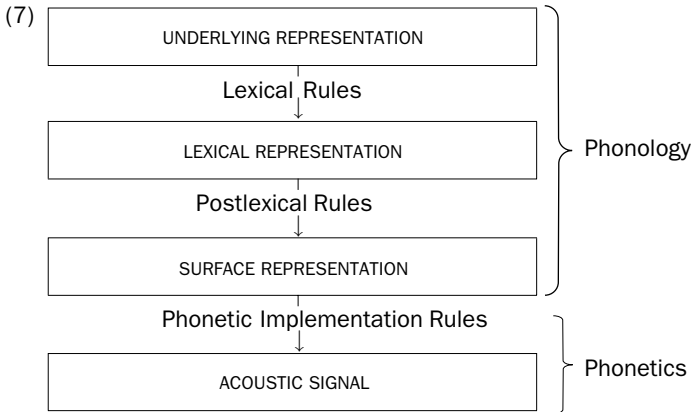 (7)
UNDERLYING REPRESENTATION
Lexical Rules
LEXICAL REPRESENTATION
Phonology
Postlexical Rules
SURFACE REPRESENTATION
Phonetic Implementation Rules
Phonetics
ACOUSTIC SIGNAL